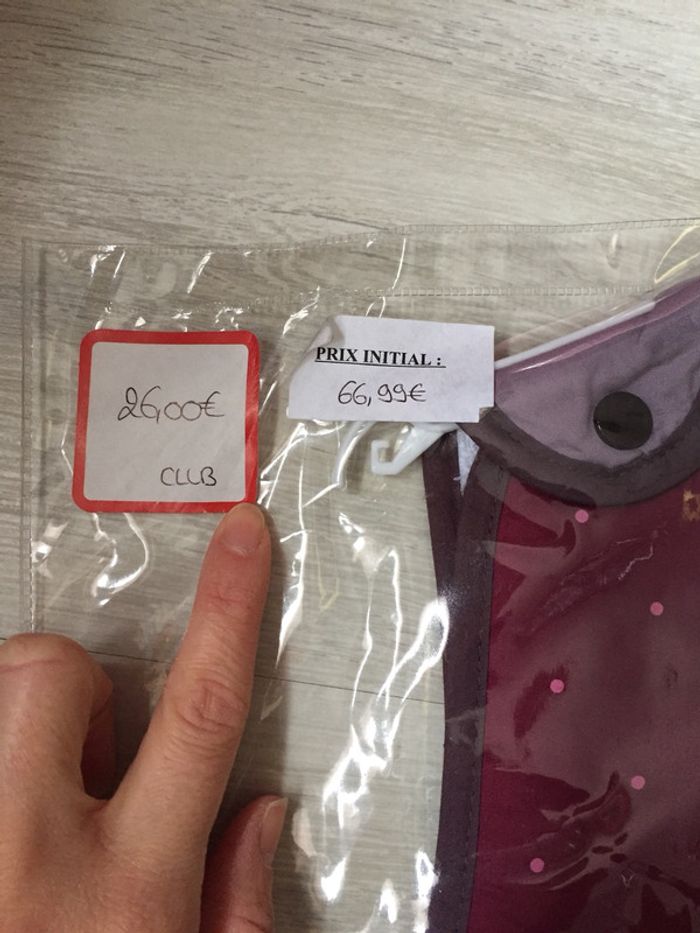 26,00€
CLUB
PRIX INITIAL :
66,99€